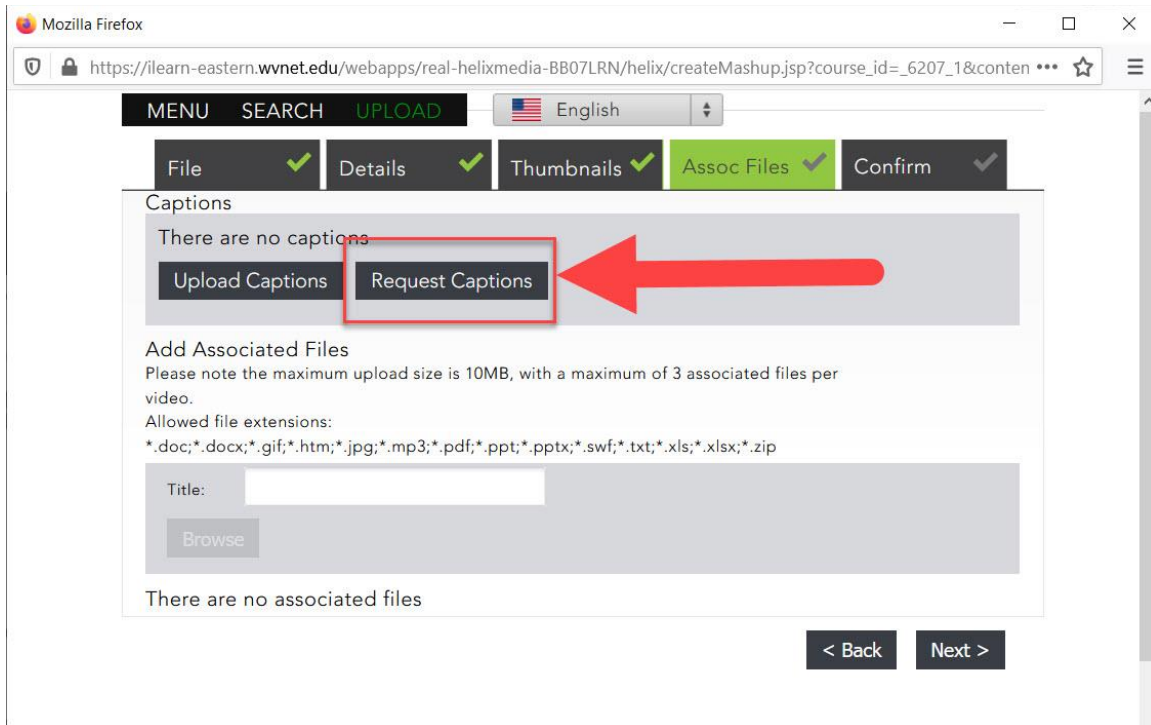 Mozilla Firefox
https://ilearn-eastern.wvnet.edu/webapps/real-helixmedia-BB07LRN/helix/createMashup.jsp?course_id=_6207_1&conten
MENU SEARCH UPLOAD English
File Details Thumbnails Assoc Files Confirm
Captions
There are no captions
Upload Captions Request Captions
Add Associated Files
Please note the maximum upload size is 10MB, with a maximum of 3 associated files per
video.
Allowed file extensions:
*.doc;*.docx;*.gif;*.htm;*.jpg;*.mp3;*.pdf;*.ppt;*.pptx;*.swf;*.txt;*.xls;*.xlsx;*.zip
Title:
Browse
There are no associated files
< Back Next >